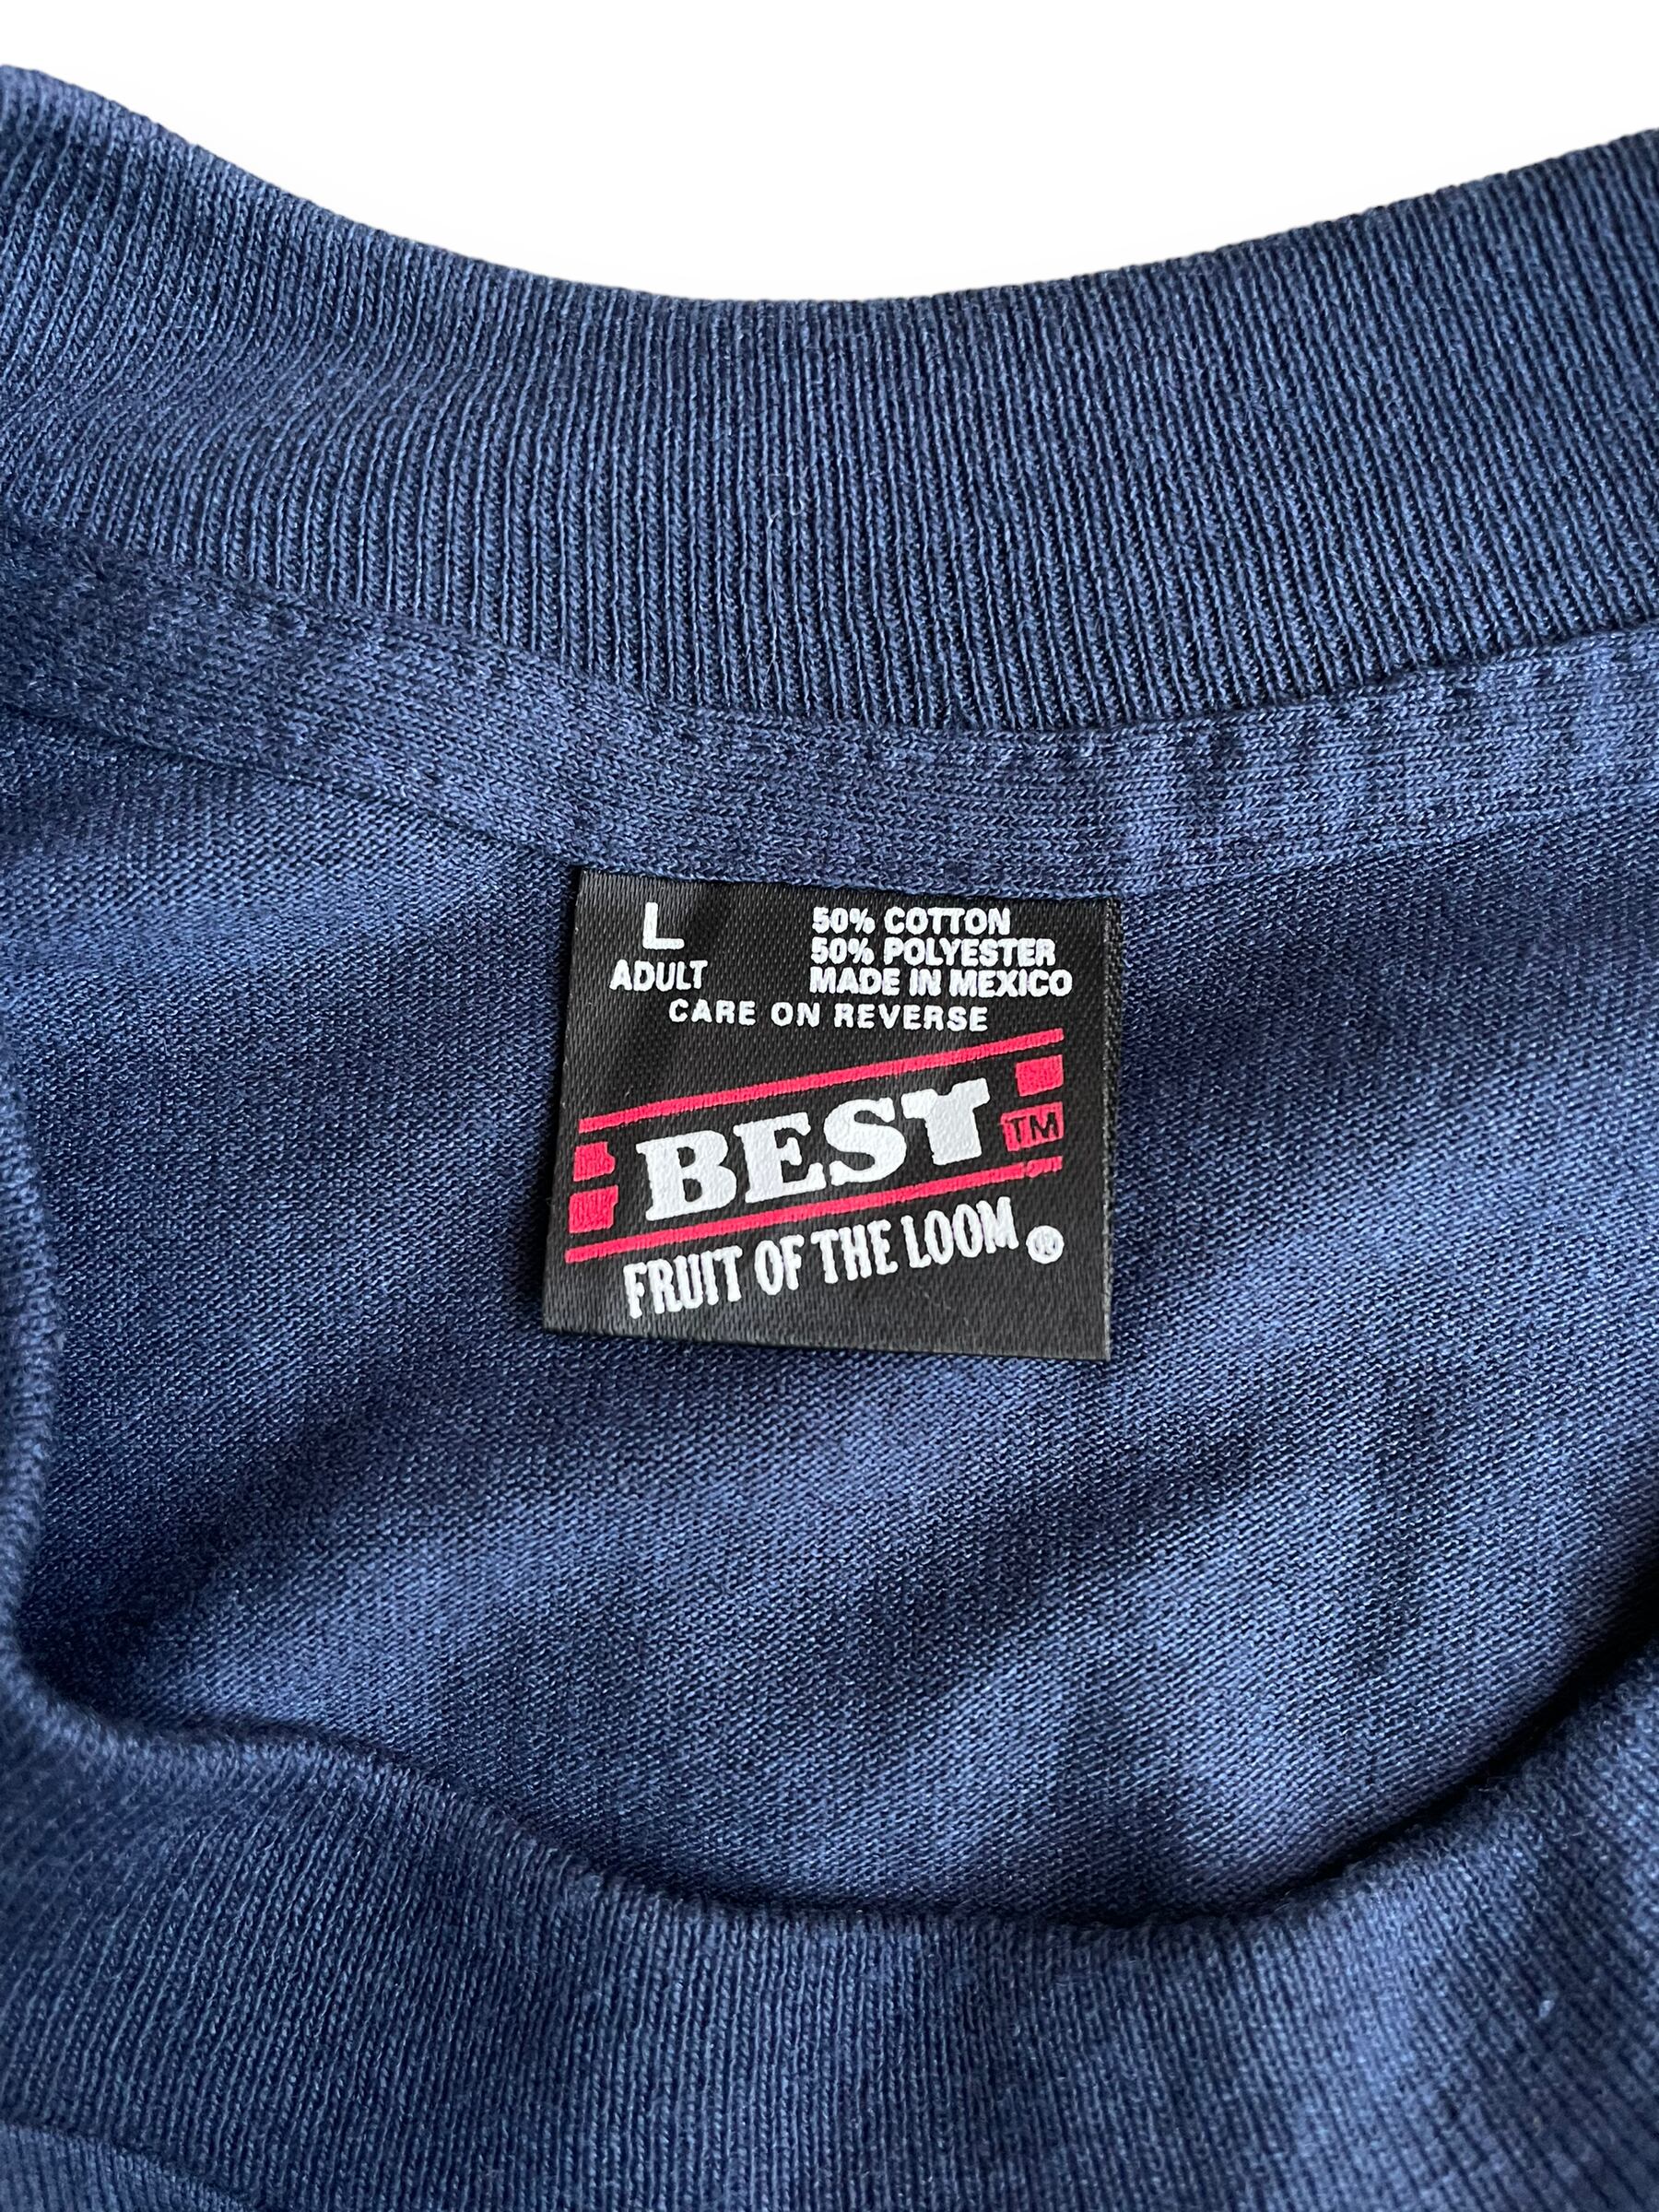 L
ADULT
50% COTTON
50% POLYESTER
MADE IN MEXICO
CARE ON REVERSE
BEST TM
FRUIT OF THE LOOM ®